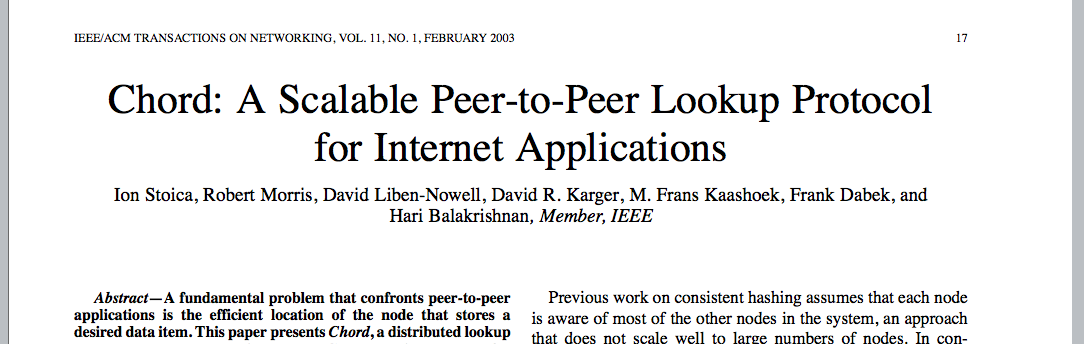 IEEE/ACM TRANSACTIONS ON NETWORKING, VOL. 11, NO. 1, FEBRUARY 2003 17
Chord: A Scalable Peer-to-Peer Lookup Protocol
for Internet Applications
Ion Stoica, Robert Morris, David Liben-Nowell, David R. Karger, M. Frans Kaashoek, Frank Dabek, and
Hari Balakrishnan, Member, IEEE
Abstract—A fundamental problem that confronts peer-to-peer
applications is the efficient location of the node that stores a
desired data item. This paper presents Chord, a distributed lookup
Previous work on consistent hashing assumes that each node
is aware of most of the other nodes in the system, an approach
that does not scale well to large numbers of nodes. In con-